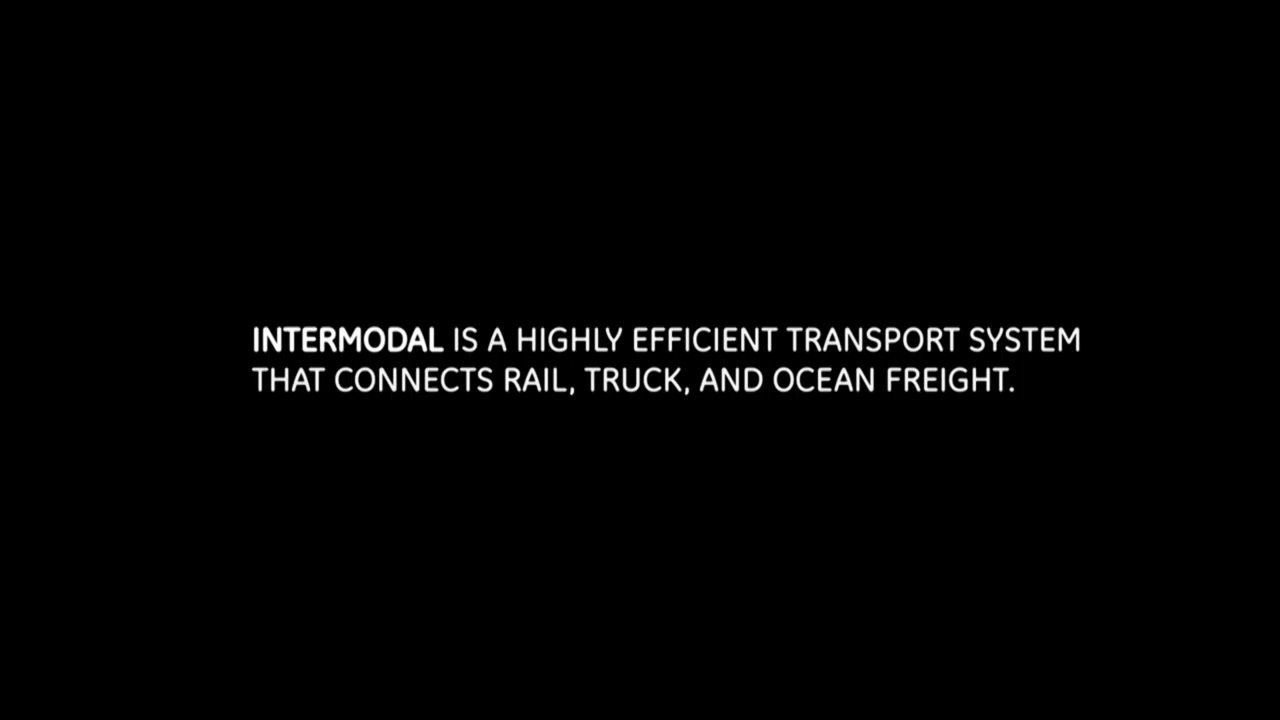 INTERMODAL IS A HIGHLY EFFICIENT TRANSPORT SYSTEM
THAT CONNECTS RAIL, TRUCK, AND OCEAN FREIGHT.